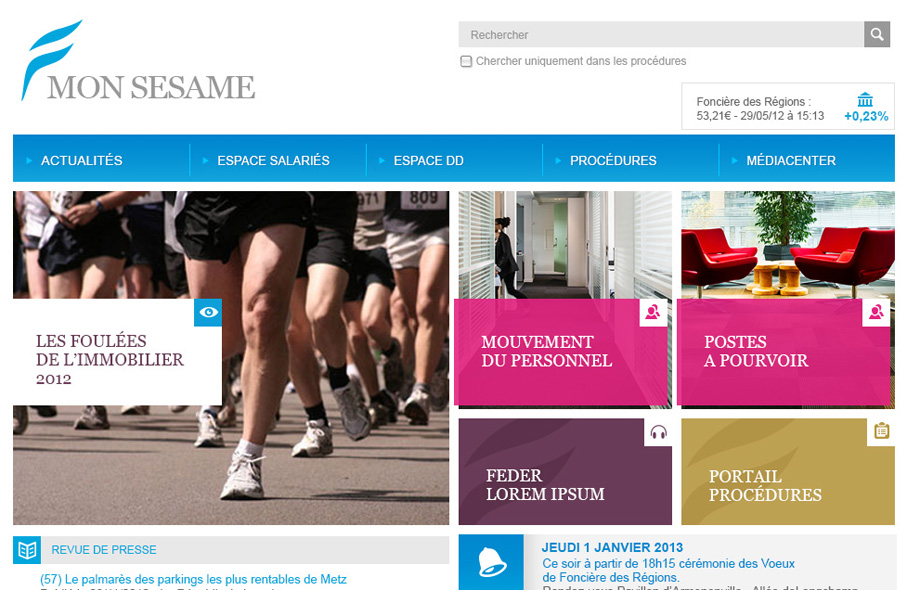 MON SESAME
Rechercher
Chercher uniquement dans les procédures
Foncière des Régions :
53,21€ - 29/05/12 à 15:13
+0,23%
ACTUALITÉS
ESPACE SALARIÉS
ESPACE DD
PROCÉDURES
MÉDIACENTER
809
LES FOULÉES
DE L'IMMOBILIER
2012
MOUVEMENT
DU PERSONNEL
POSTES
A POURVOIR
FEDER
LOREM IPSUM
PORTAIL
PROCÉDURES
REVUE DE PRESSE
(57) Le palmarès des parkings les plus rentables de Metz
JEUDI 1 JANVIER 2013
Ce soir à partir de 18h15 cérémonie des Voeux
de Foncière des Régions.